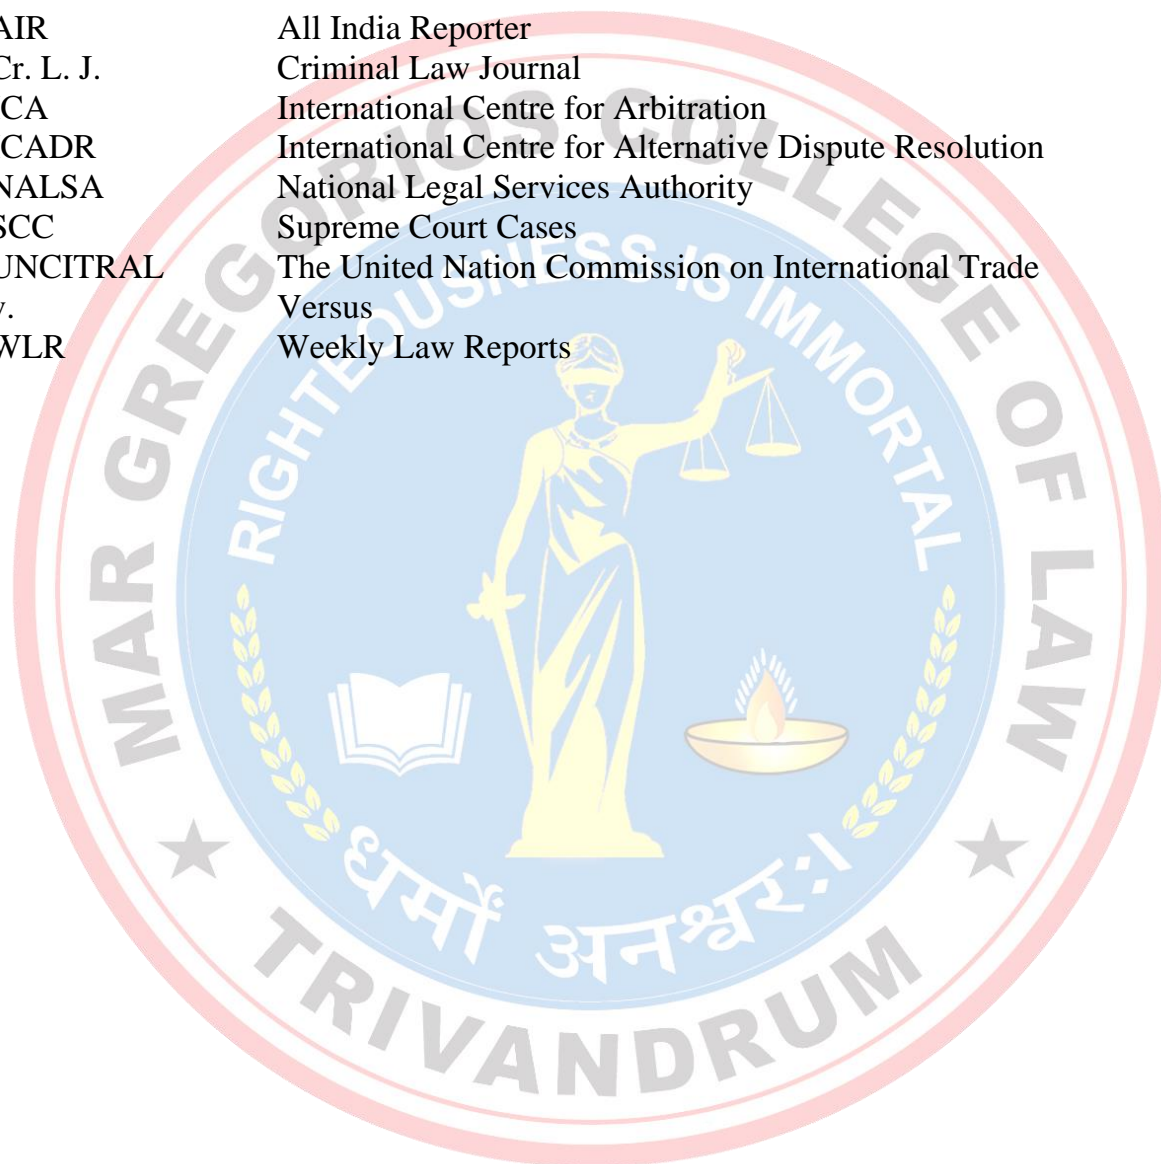 AIR All India Reporter
Cr. L. J. Criminal Law Journal
CA International Centre for Arbitration
CADR International Centre for Alternative Dispute Resolution
NALSA National Legal Services Authority
SCC Supreme Court Cases
UNCITRAL The United Nation Commission on International Trade
v. Versus
WLR Weekly Law Reports
MAR GREGORIOS COLLEGE OF LAW
RIGHTEOUSNESS IS IMMORTAL
धर्मों अनश्वरः।
TRIVANDRUM